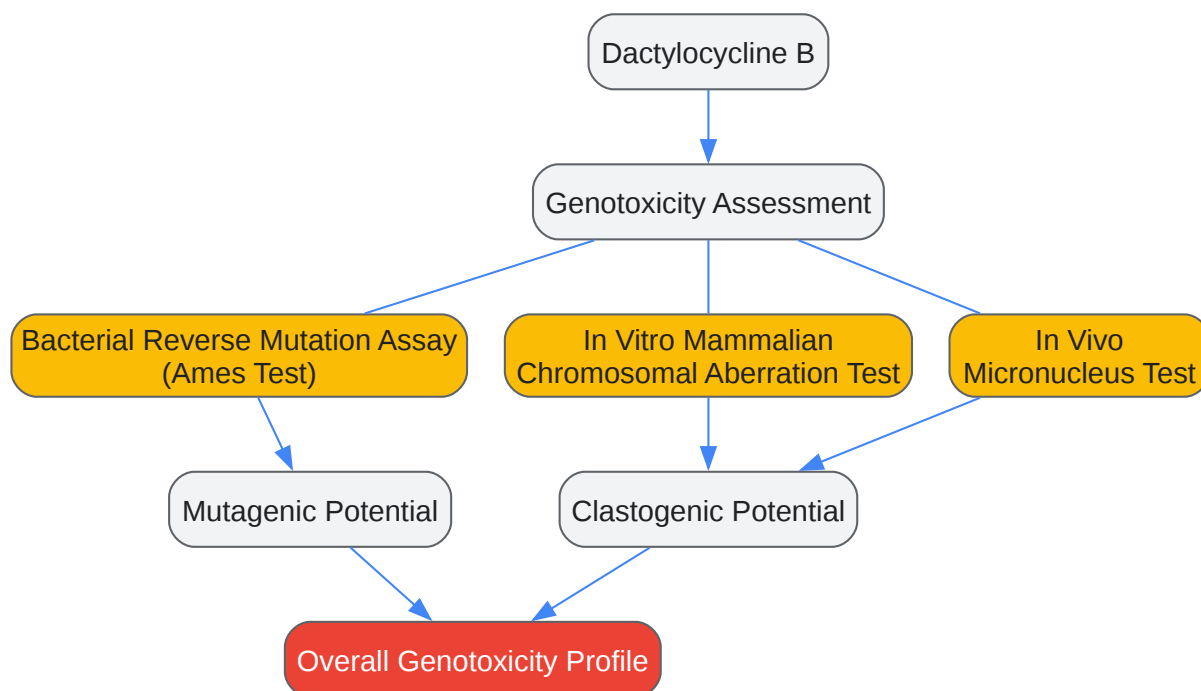 Dactylocycline B
Genotoxicity Assessment
Bacterial Reverse Mutation Assay
(Ames Test)
In Vitro Mammalian
Chromosomal Aberration Test
In Vivo
Micronucleus Test
Mutagenic Potential
Clastogenic Potential
Overall Genotoxicity Profile